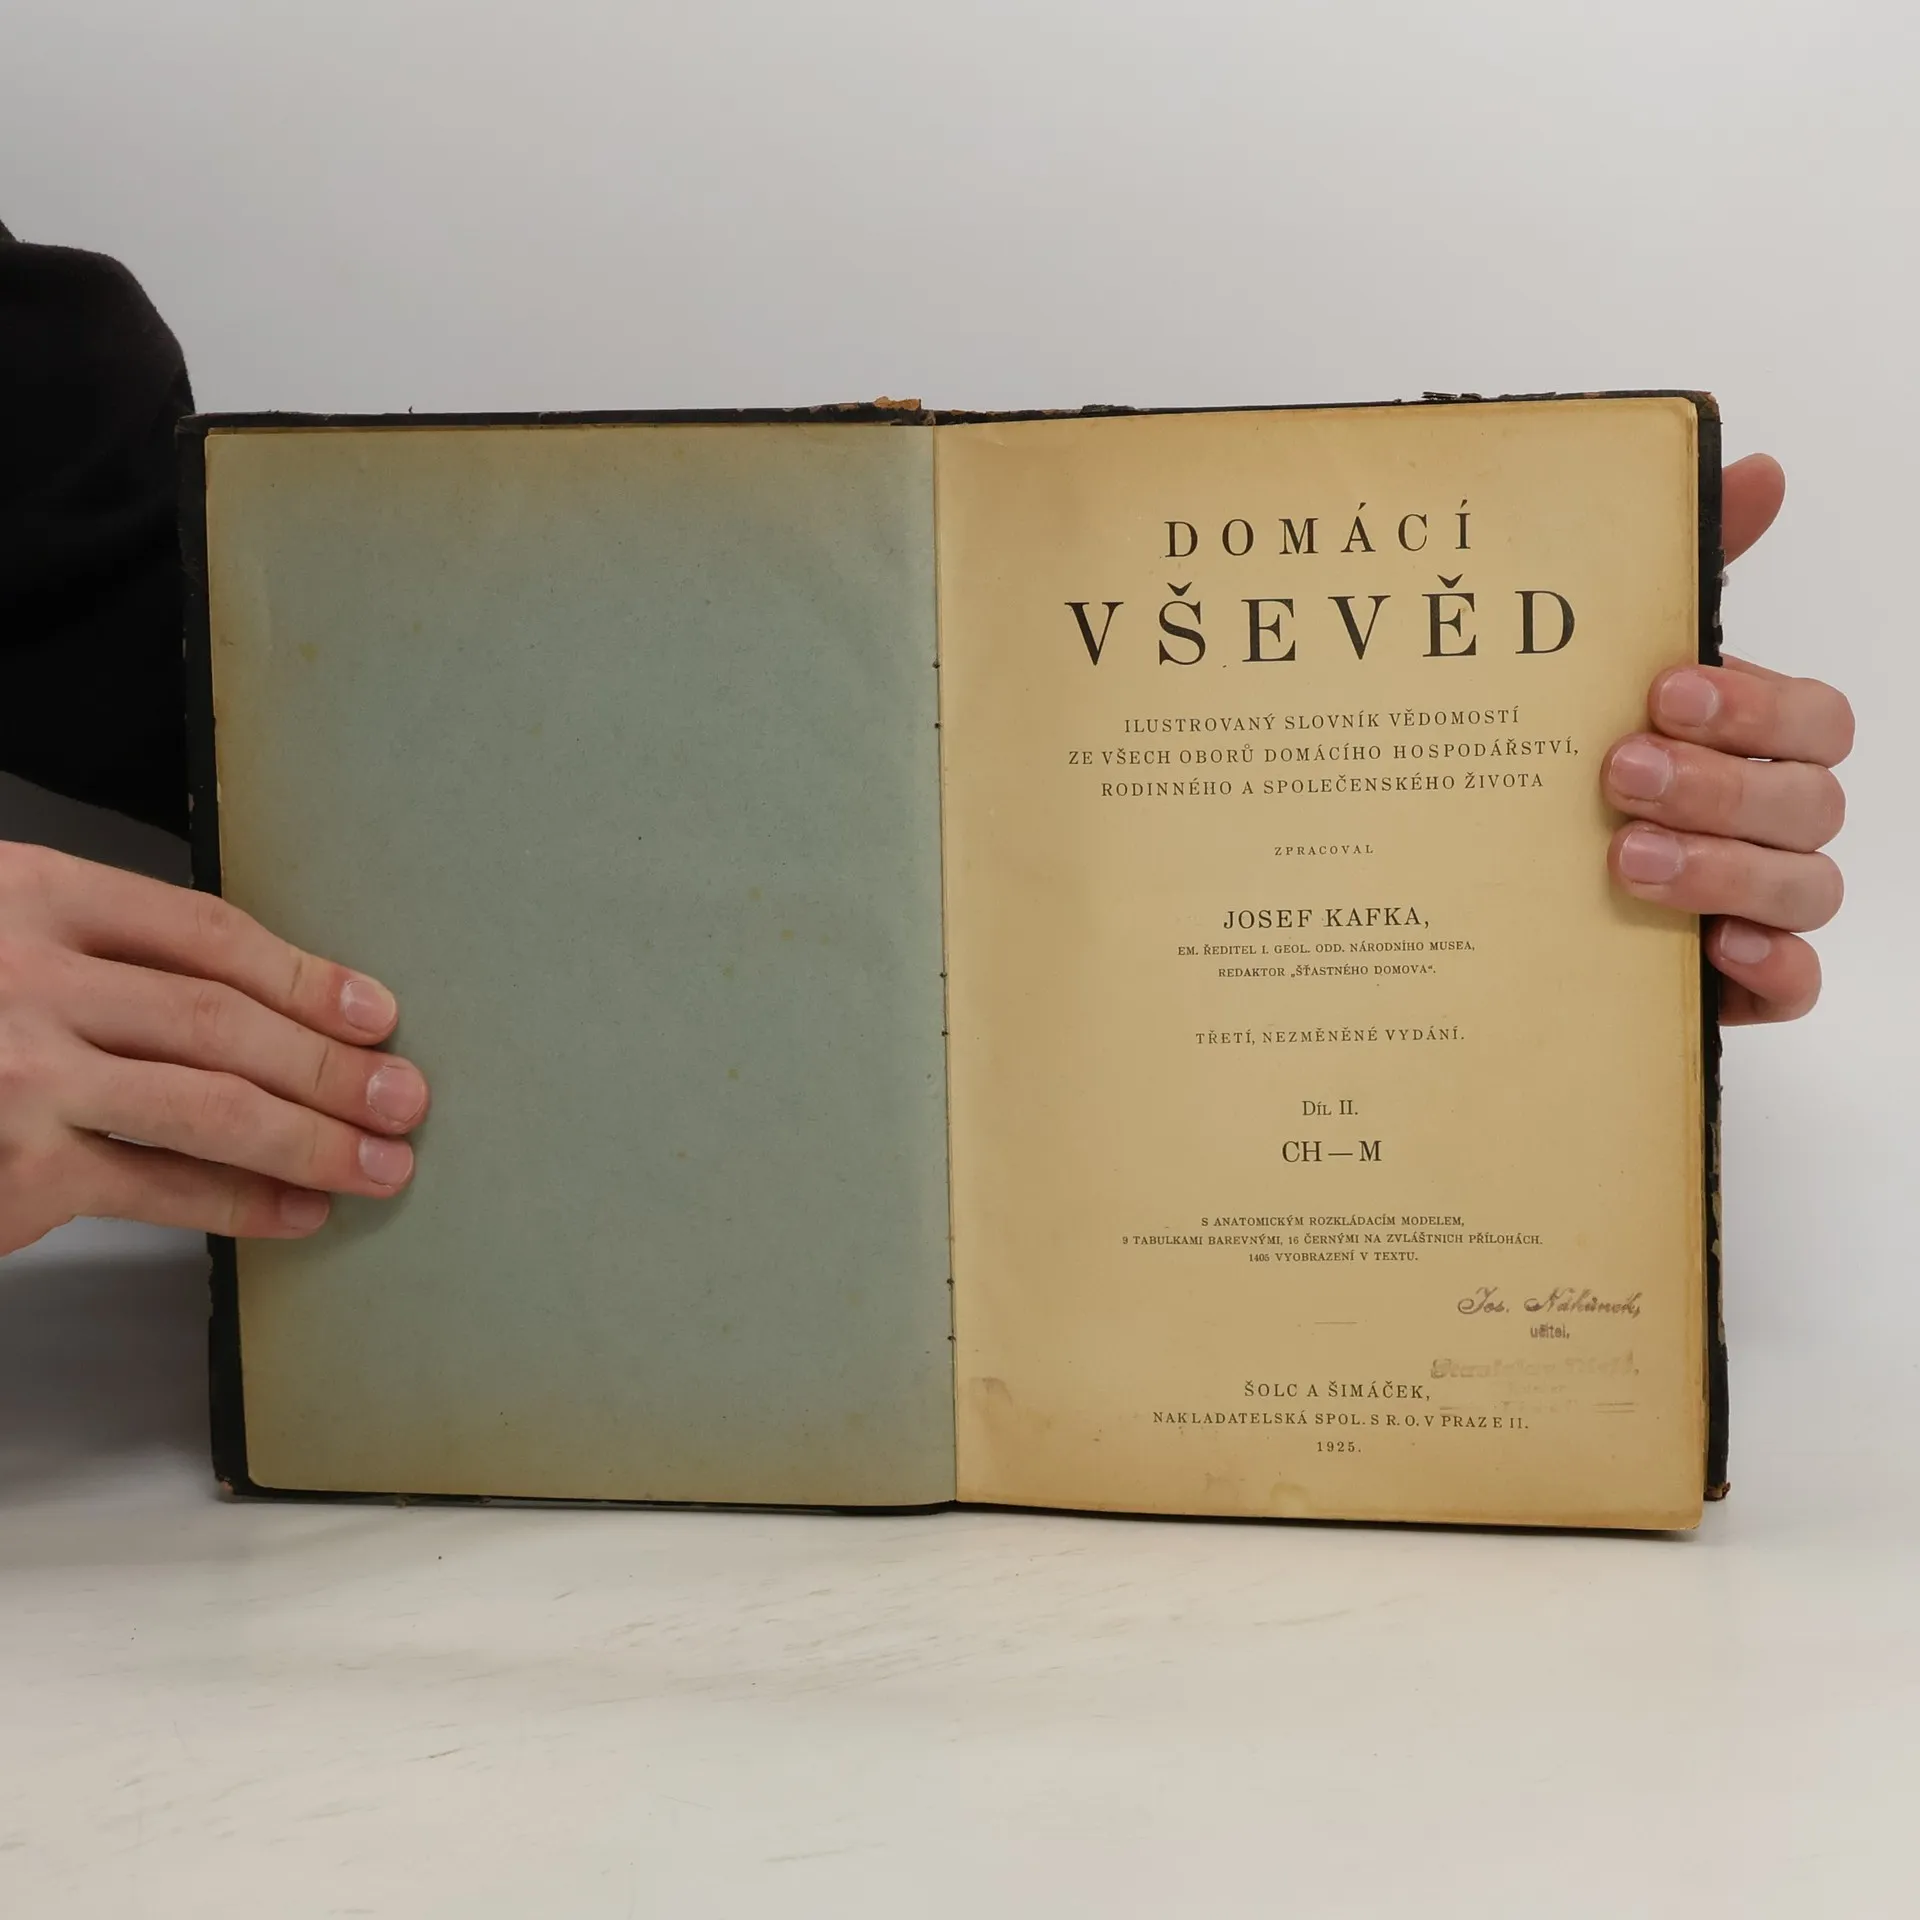 DOMÁCÍ
VŠEVĚD
ILUSTROVANÝ SLOVNÍK VĚDOMOSTÍ
ZE VŠECH OBORŮ DOMÁCÍHO HOSPODÁŘSTVÍ,
RODINNÉHO A SPOLEČENSKÉHO ŽIVOTA
ZPRACOVAL
JOSEF KAFKA,
EM. ŘEDITEL I. GEOL. ODD. NÁRODNÍHO MUSEA,
REDAKTOR „ŠŤASTNÉHO DOMOVA“.
TŘETÍ, NEZMĚNĚNÉ VYDÁNÍ.
DÍL II.
CH—M
S ANATOMICKÝM ROZKLÁDACÍM MODELEM,
9 TABULKAMI BAREVNÝMI, 16 ČERNÝMI NA ZVLÁŠTNICH PŘÍLOHÁCH.
1405 VYOBRAZENÍ V TEXTU.
Jos.
učitel,
ŠOLC A ŠIMÁČEK,
NAKLADATELSKÁ SPOL. S R. O. V PRAZE II.
1925.